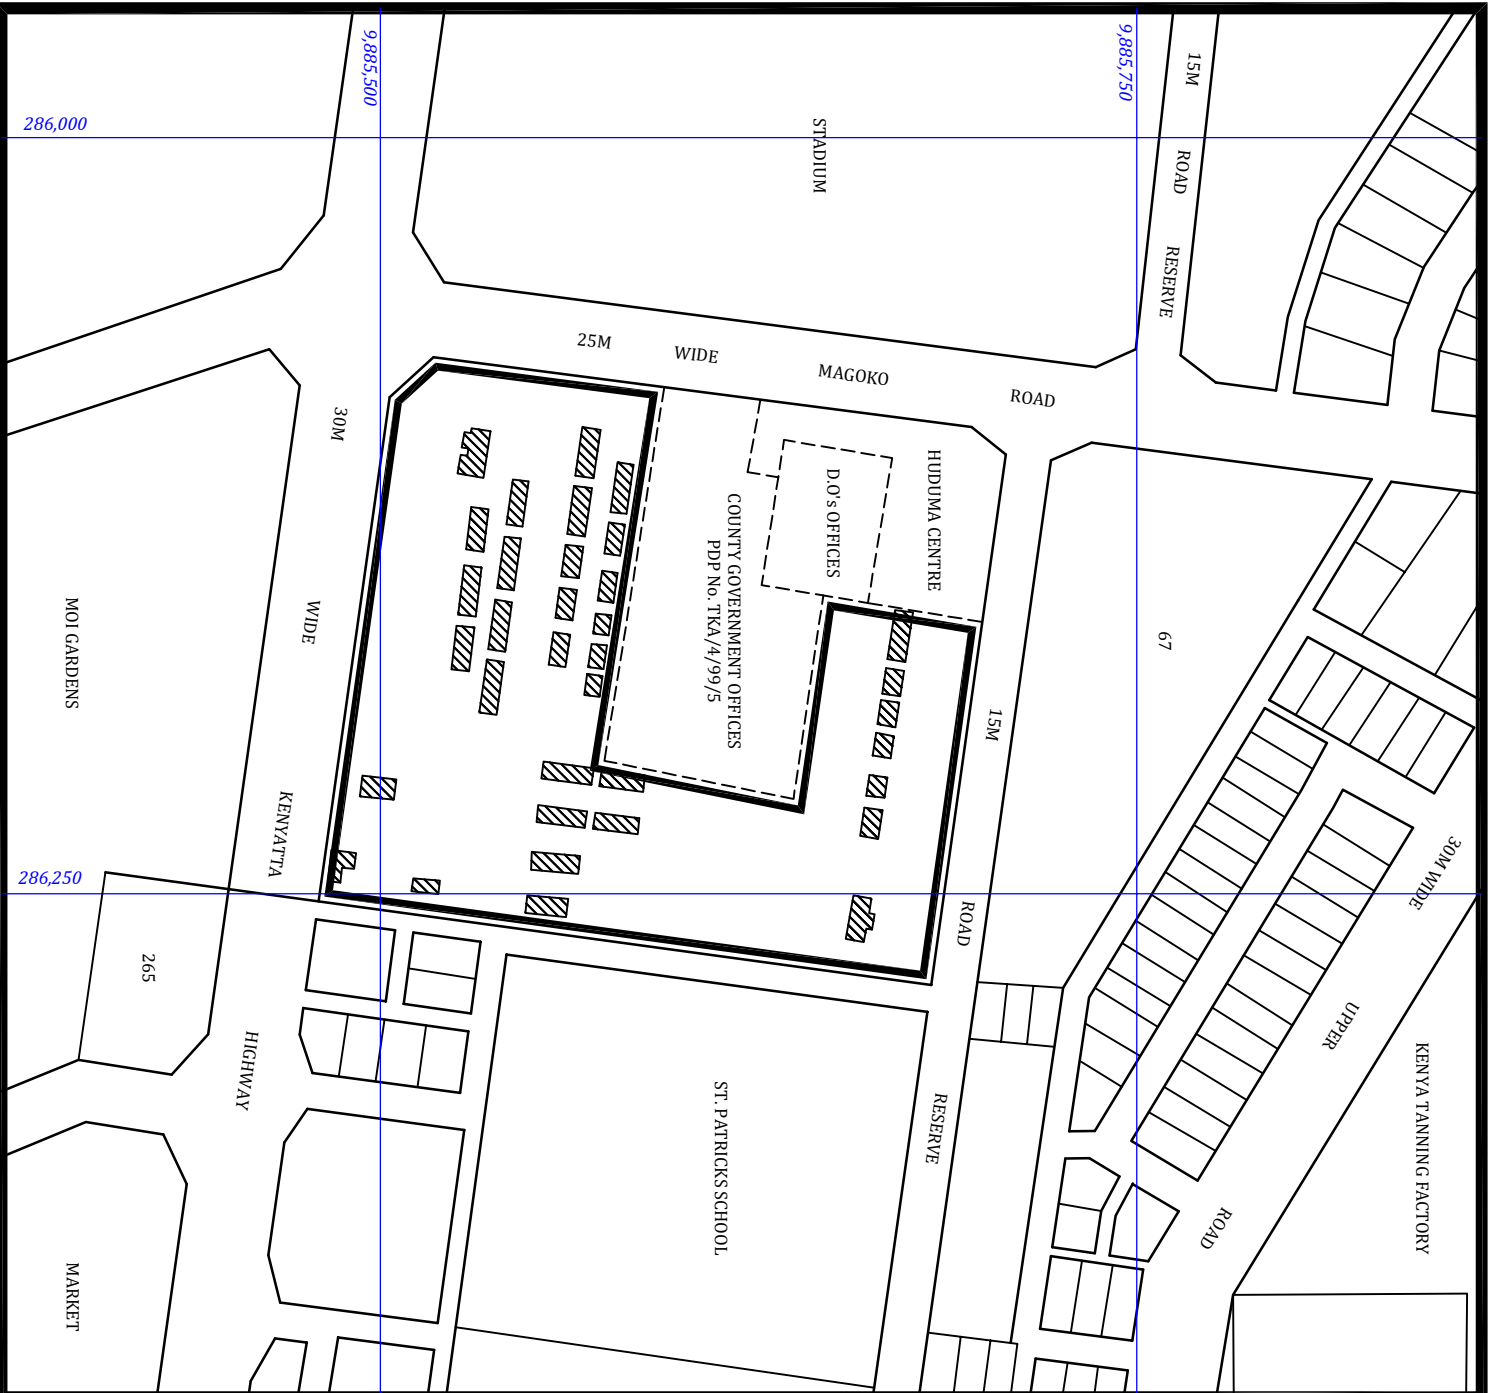 9,885,500
9,885,750
286,000
286,250
STADIUM
15M ROAD RESERVE
25M WIDE MAGOKO ROAD
30M WIDE KENYATTA HIGHWAY
HUDUMA CENTRE
D.O's OFFICES
COUNTY GOVERNMENT OFFICES
PDP No. TKA/4/99/5
67
MOI GARDENS
15M ROAD RESERVE
30M WIDE UPPER ROAD
265
ST. PATRICKS SCHOOL
KENYA TANNING FACTORY
MARKET